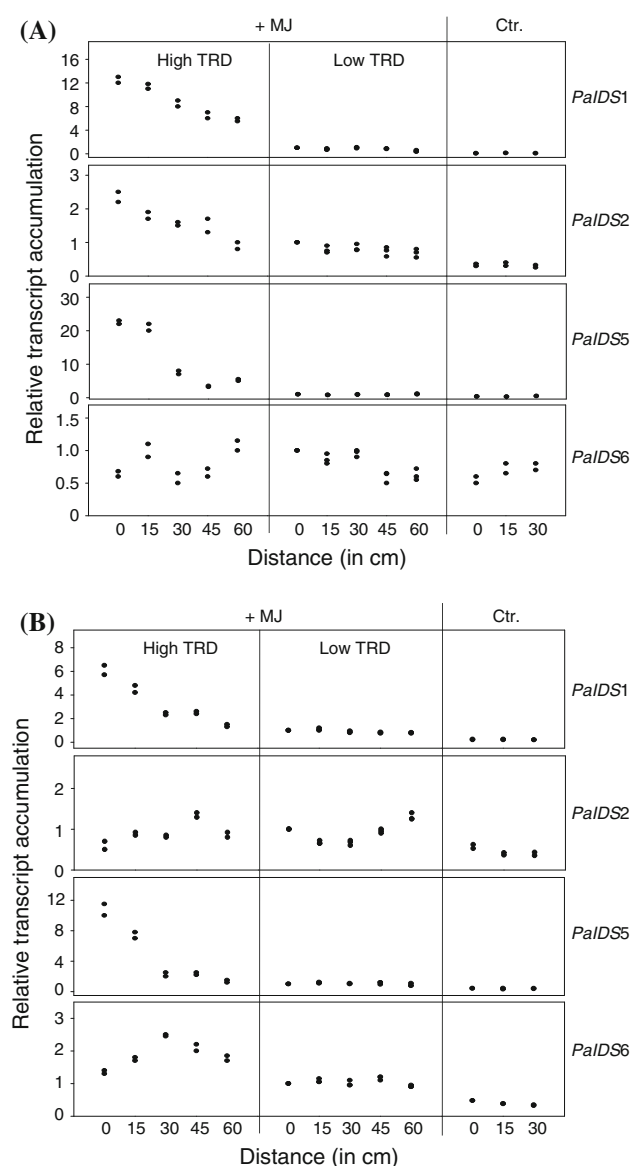 (A)
+ MJ Ctr.
High TRD Low TRD
Relative transcript accumulation
16
12
8
4
0
PaIDS1
3
2
1
0
PaIDS2
30
20
10
0
PaIDS5
1.5
1.0
0.5
0
PaIDS6
0 15 30 45 60 0 15 30 45 60 0 15 30
Distance (in cm)
(B)
+ MJ Ctr.
High TRD Low TRD
Relative transcript accumulation
8
6
4
2
0
PaIDS1
2
1
0
PaIDS2
12
8
4
0
PaIDS5
3
2
1
0
PaIDS6
0 15 30 45 60 0 15 30 45 60 0 15 30
Distance (in cm)